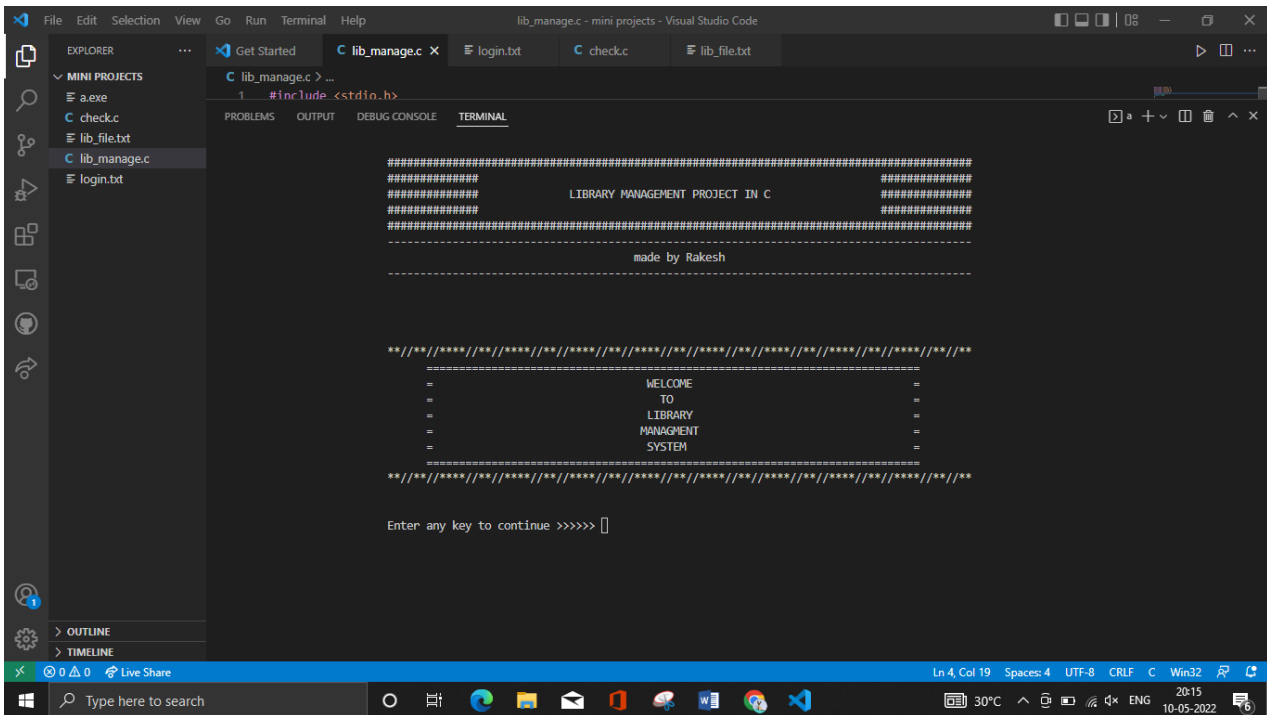 File Edit Selection View Go Run Terminal Help lib_manage.c - mini projects - Visual Studio Code
EXPLORER ... Get Started C lib_manage.c × login.txt C check.c lib_file.txt ...
MINI PROJECTS
a.exe
C check.c
lib_file.txt
C lib_manage.c
login.txt
OUTLINE
TIMELINE
C lib_manage.c > ...
1 #include <stdio.h>
PROBLEMS OUTPUT DEBUG CONSOLE TERMINAL a
##########################################################################################
############## ##############
############## LIBRARY MANAGEMENT PROJECT IN C ##############
############## ##############
##########################################################################################
------------------------------------------------------------------------------------------
made by Rakesh
------------------------------------------------------------------------------------------
**//**//****//**//****//**//****//**//****//**//****//**//****//**//****//**//****//**//**
============================================================================
= WELCOME =
= TO =
= LIBRARY =
= MANAGMENT =
= SYSTEM =
============================================================================
**//**//****//**//****//**//****//**//****//**//****//**//****//**//****//**//****//**//**
Enter any key to continue >>>>>>
1
0 0 Live Share Ln 4, Col 19 Spaces: 4 UTF-8 CRLF C Win32
Type here to search 30°C ENG 20:15
10-05-2022 6